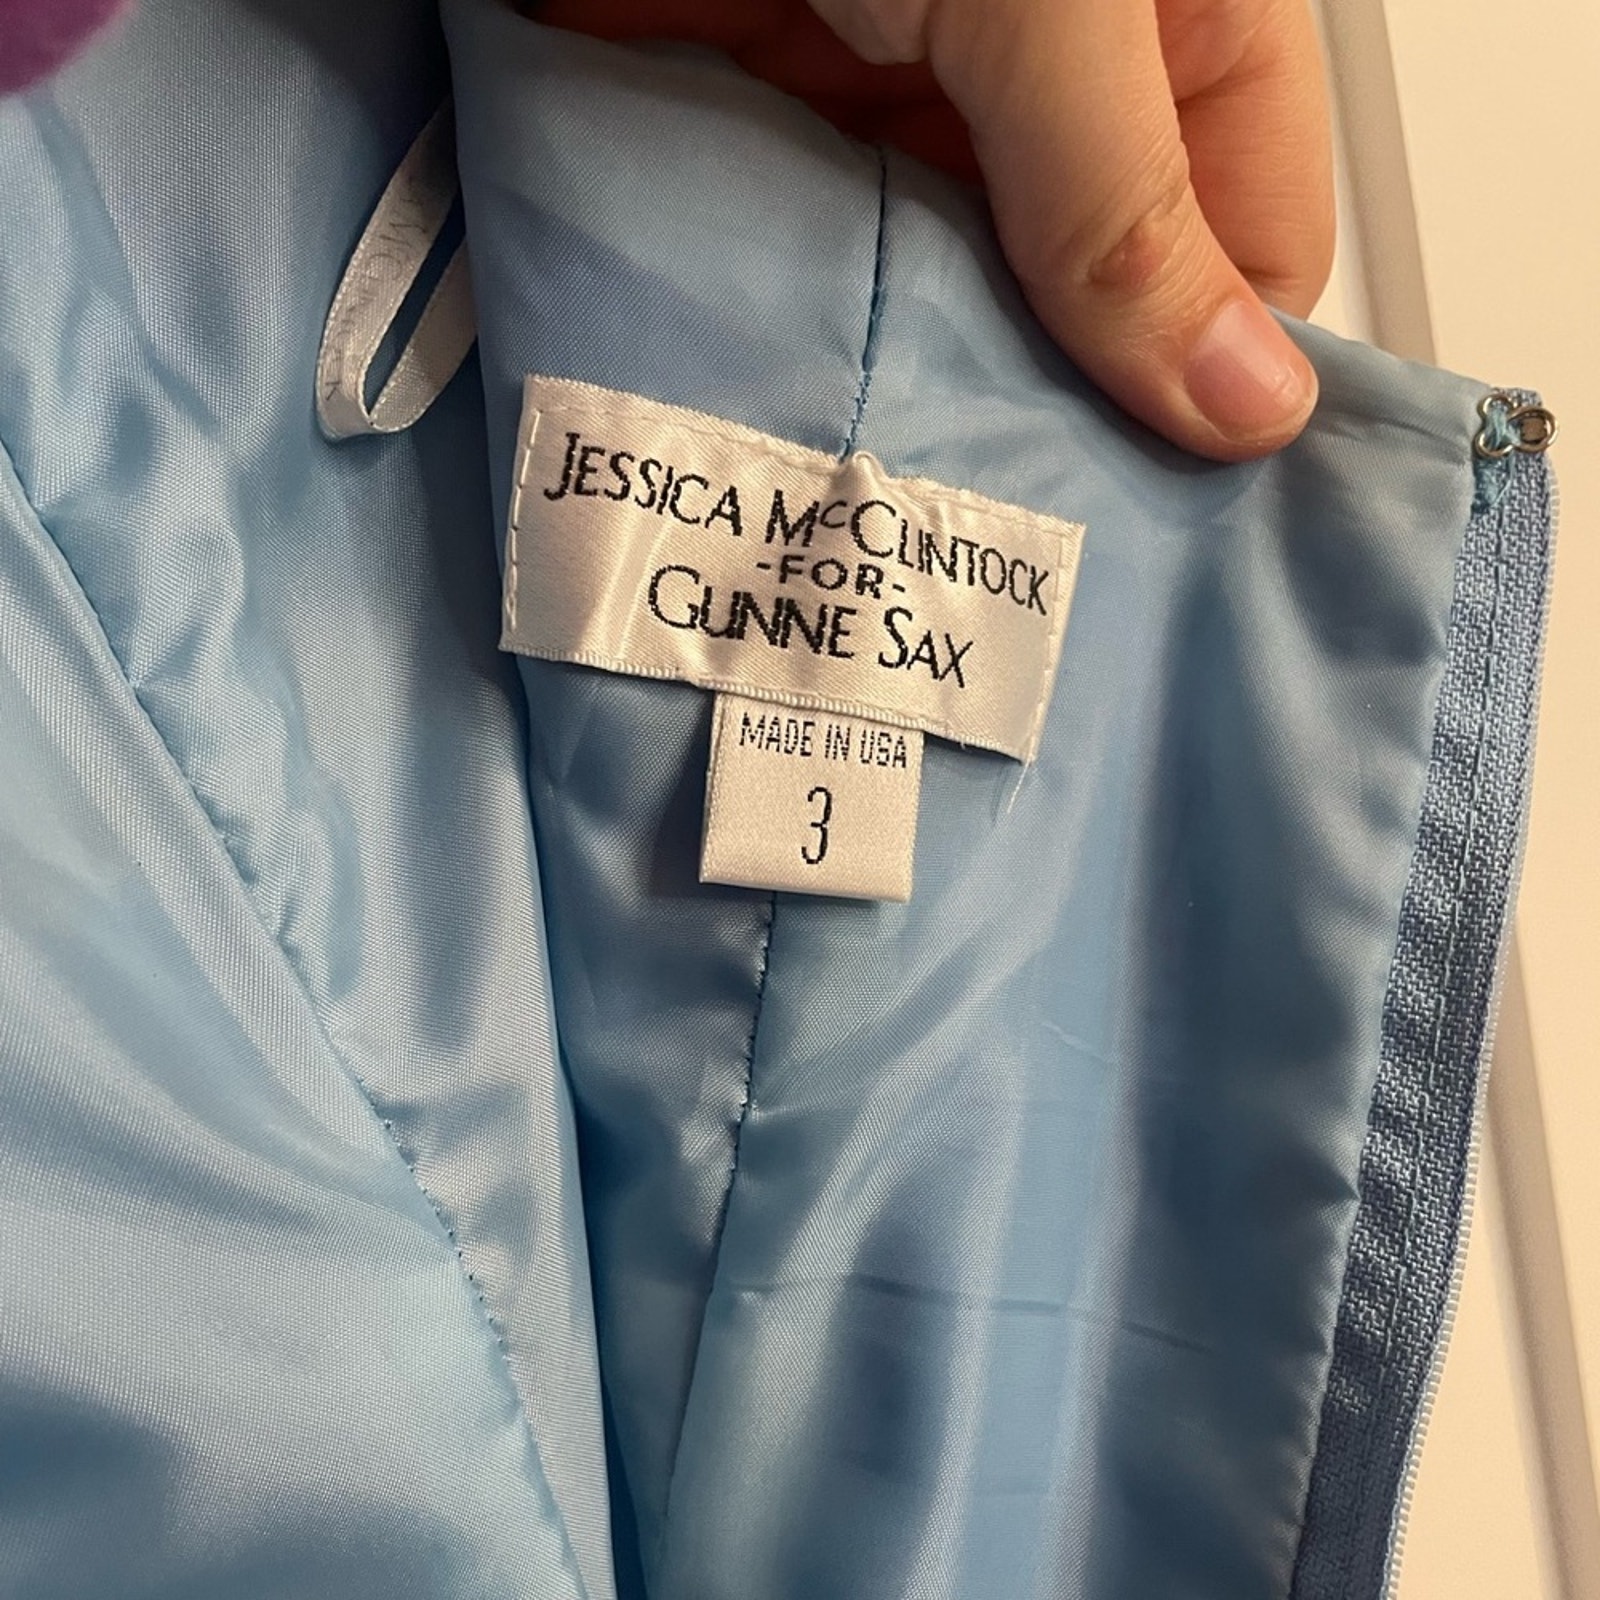 JESSICA McCLINTOCK
-FOR-
GUNNE SAX
MADE IN USA
3